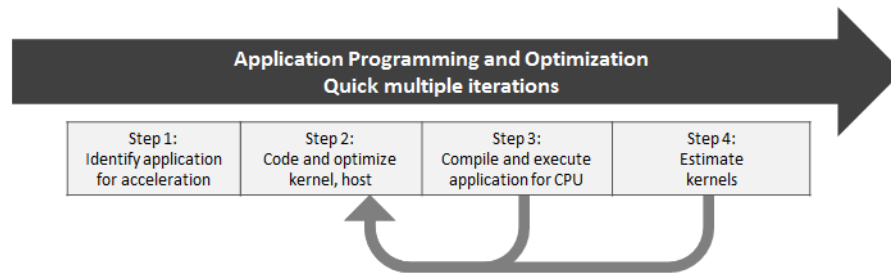 Application Programming and Optimization
Quick multiple iterations
Step 1:
Identify application
for acceleration
Step 2:
Code and optimize
kernel, host
Step 3:
Compile and execute
application for CPU
Step 4:
Estimate
kernels